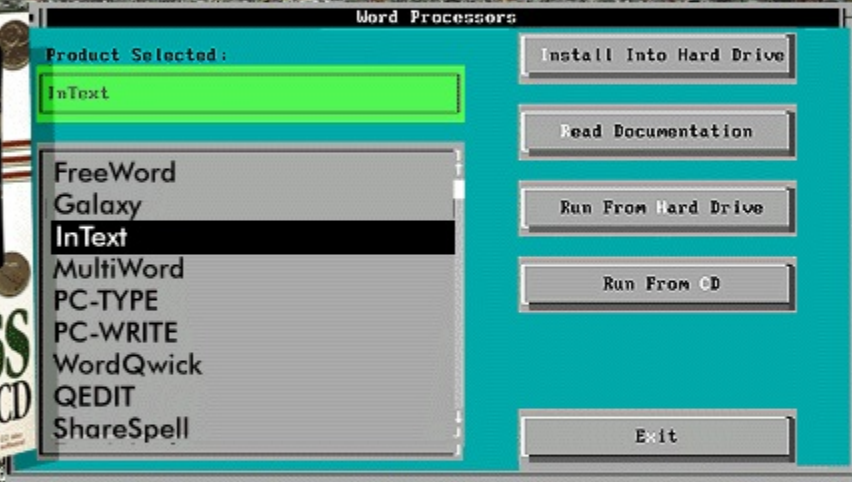 Word Processors
Product Selected:
InText
FreeWord
Galaxy
InText
MultiWord
PC-TYPE
PC-WRITE
WordQwick
QEDIT
ShareSpell
Install Into Hard Drive
Read Documentation
Run From Hard Drive
Run From CD
Exit
CD